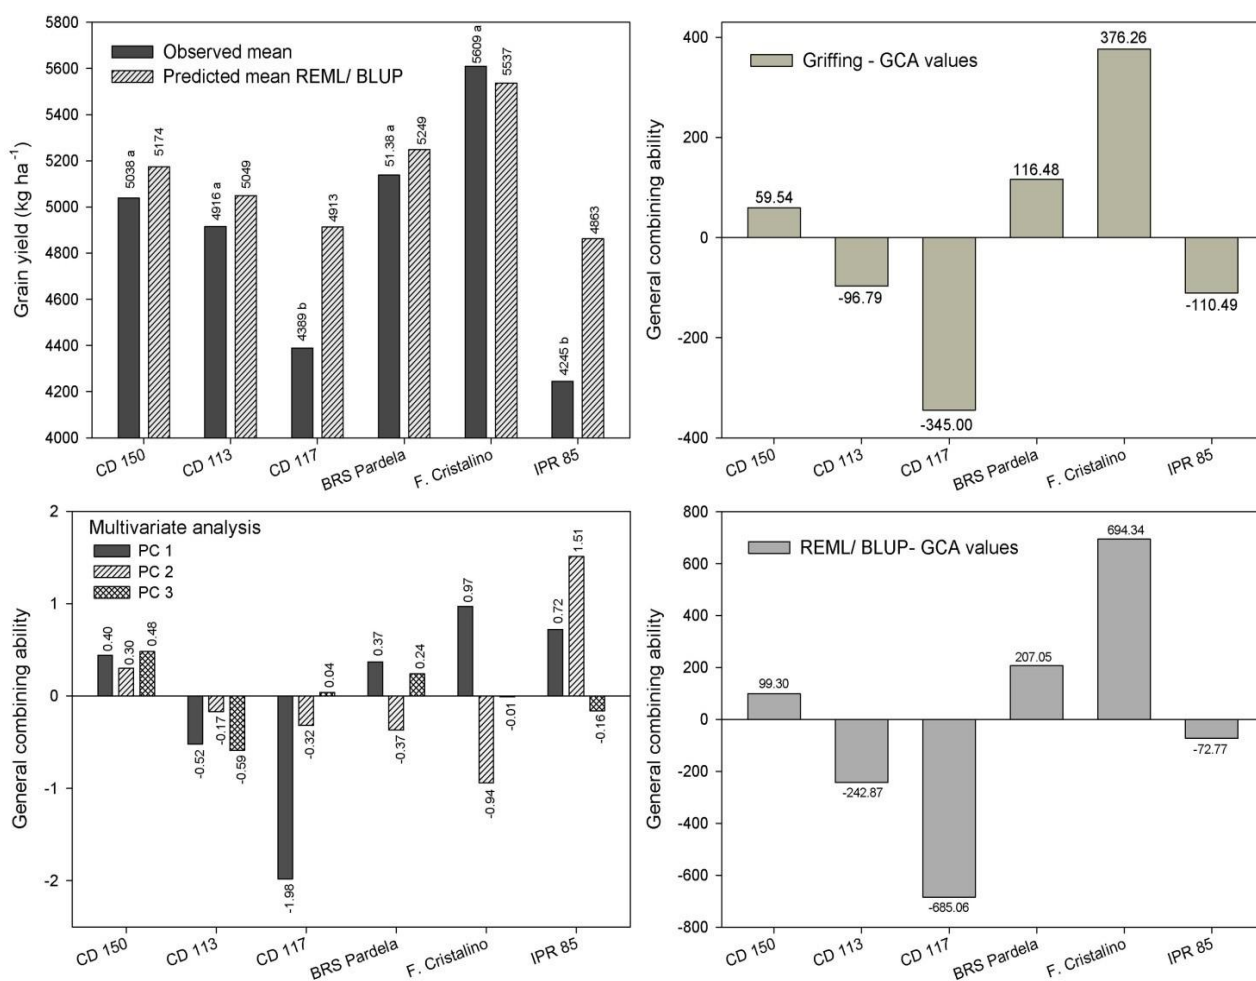 5800
5600
5400
5200
5000
4800
4600
4400
4200
4000
Grain yield (kg ha⁻¹)
Observed mean
Predicted mean REML/ BLUP
5038 a
5174
4916 a
5049
4389 b
4913
51.38 a
5249
5609 a
5537
4245 b
4863
CD 150
CD 113
CD 117
BRS Pardela
F. Cristalino
IPR 85
400
200
0
-200
-400
General combining ability
Griffing - GCA values
59.54
-96.79
-345.00
116.48
376.26
-110.49
CD 150
CD 113
CD 117
BRS Pardela
F. Cristalino
IPR 85
2
1
0
-1
-2
General combining ability
Multivariate analysis
PC 1
PC 2
PC 3
0.40
0.30
0.48
-0.52
-0.17
-0.59
-1.98
-0.32
0.04
0.37
-0.37
0.24
0.97
-0.94
-0.01
0.72
1.51
-0.16
CD 150
CD 113
CD 117
BRS Pardela
F. Cristalino
IPR 85
800
600
400
200
0
-200
-400
-600
-800
General combining ability
REML/ BLUP- GCA values
99.30
-242.87
-685.06
207.05
694.34
-72.77
CD 150
CD 113
CD 117
BRS Pardela
F. Cristalino
IPR 85